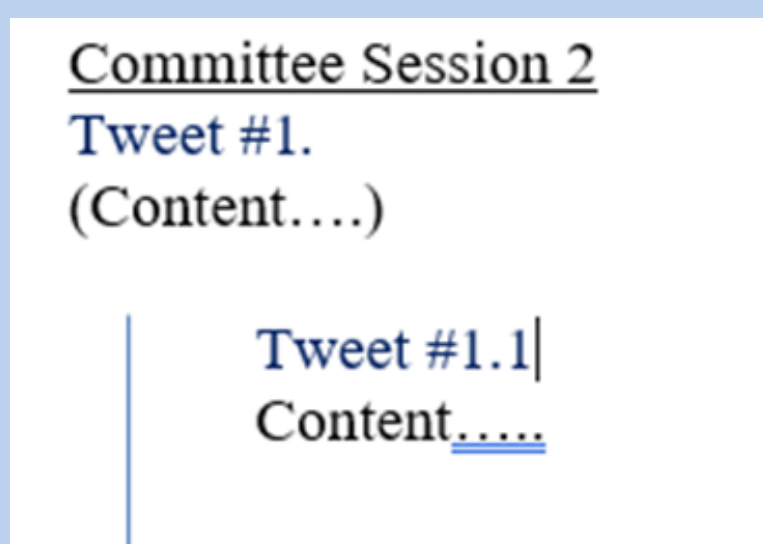 Committee Session 2
Tweet #1.
(Content….)
Tweet #1.1
Content…..